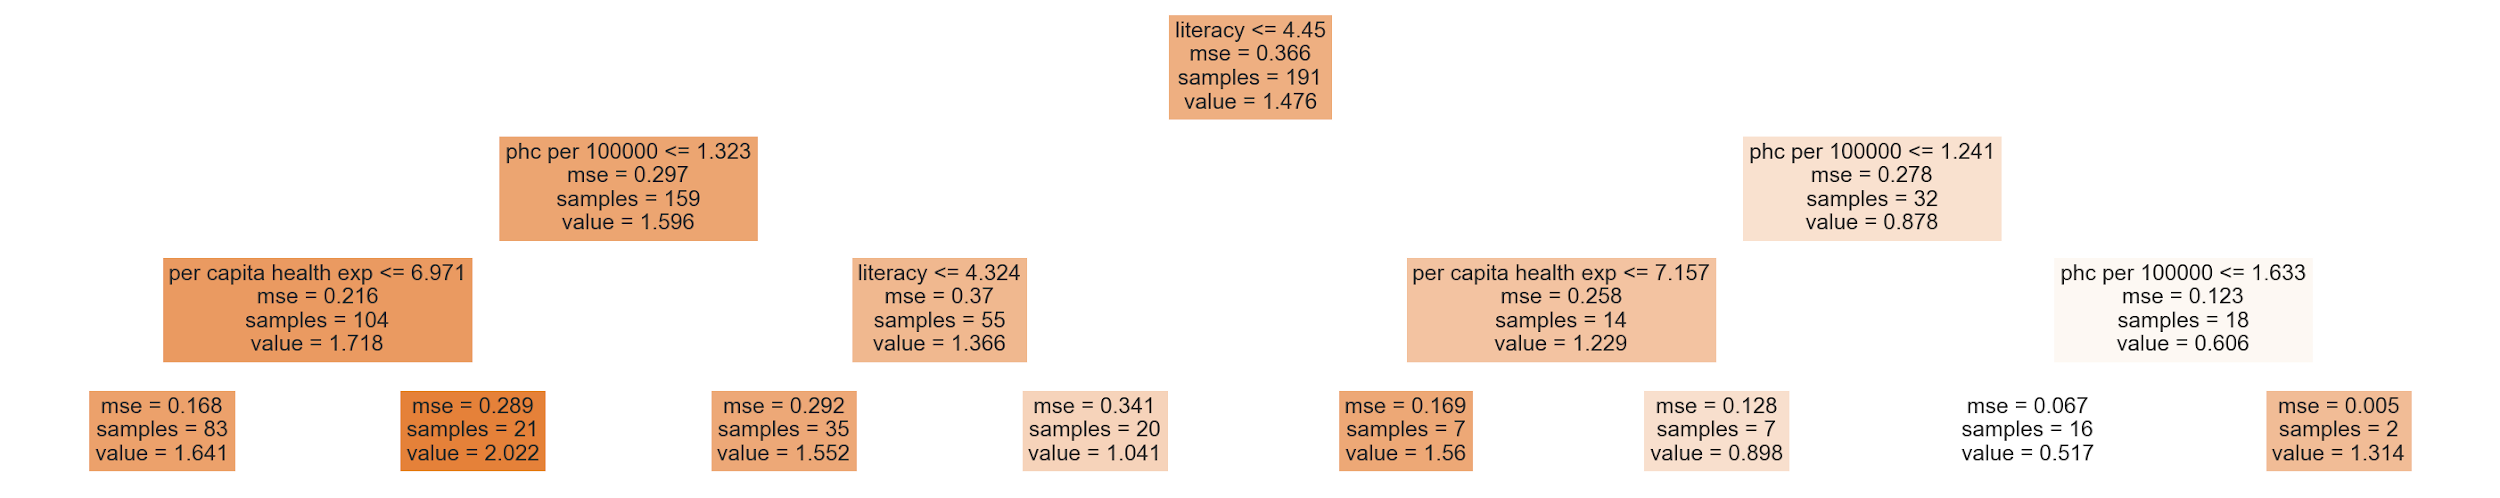 literacy <= 4.45
mse = 0.366
samples = 191
value = 1.476
phc per 100000 <= 1.323
mse = 0.297
samples = 159
value = 1.596
phc per 100000 <= 1.241
mse = 0.278
samples = 32
value = 0.878
per capita health exp <= 6.971
mse = 0.216
samples = 104
value = 1.718
literacy <= 4.324
mse = 0.37
samples = 55
value = 1.366
per capita health exp <= 7.157
mse = 0.258
samples = 14
value = 1.229
phc per 100000 <= 1.633
mse = 0.123
samples = 18
value = 0.606
mse = 0.168
samples = 83
value = 1.641
mse = 0.289
samples = 21
value = 2.022
mse = 0.292
samples = 35
value = 1.552
mse = 0.341
samples = 20
value = 1.041
mse = 0.169
samples = 7
value = 1.56
mse = 0.128
samples = 7
value = 0.898
mse = 0.067
samples = 16
value = 0.517
mse = 0.005
samples = 2
value = 1.314